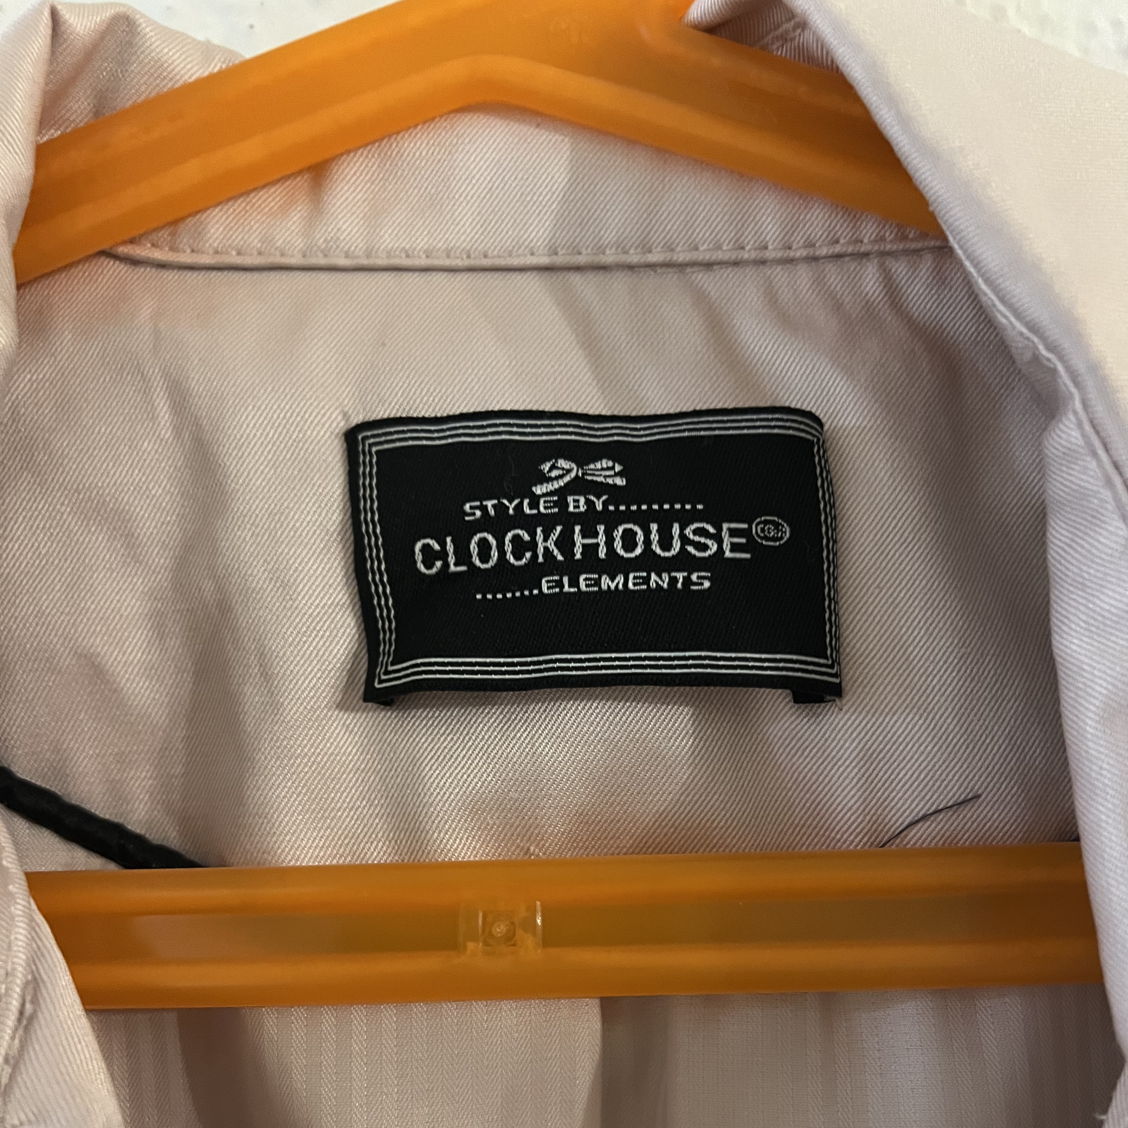 STYLE BY.........
CLOCKHOUSE C&A
.......ELEMENTS